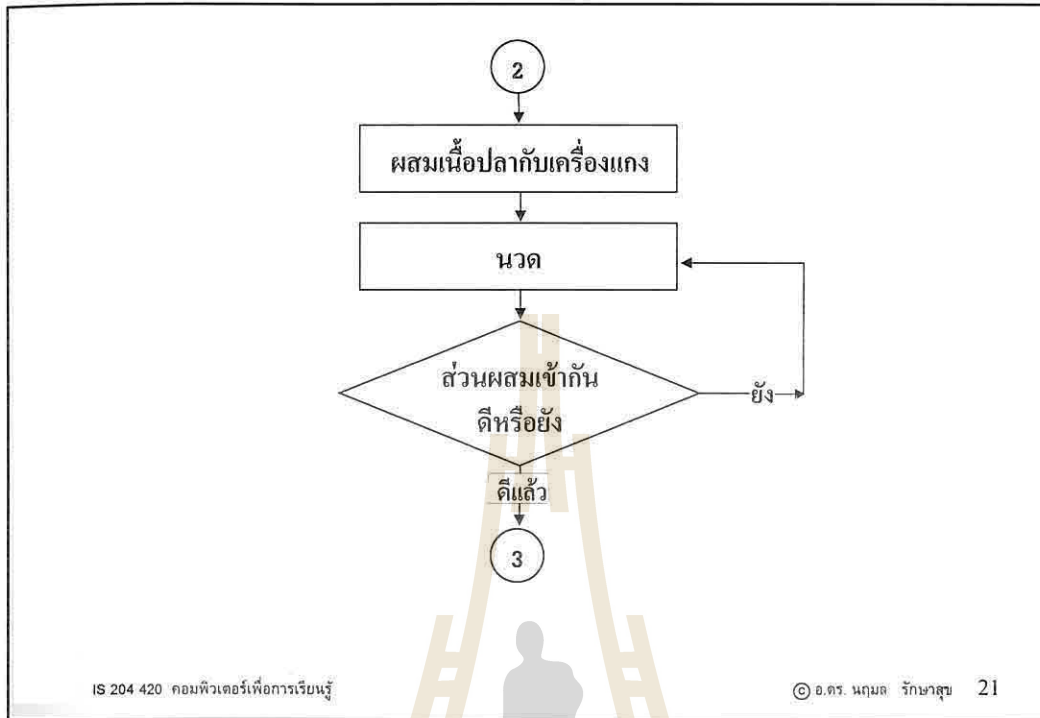 2
ผสมเนื้อปลากับเครื่องแกง
นวด
ส่วนผสมเข้ากัน
ดีหรือยัง
ยัง
ดีแล้ว
3
IS 204 420 คอมพิวเตอร์เพื่อการเรียนรู้
© อ.ดร. นฤมล รักษาสุข 21